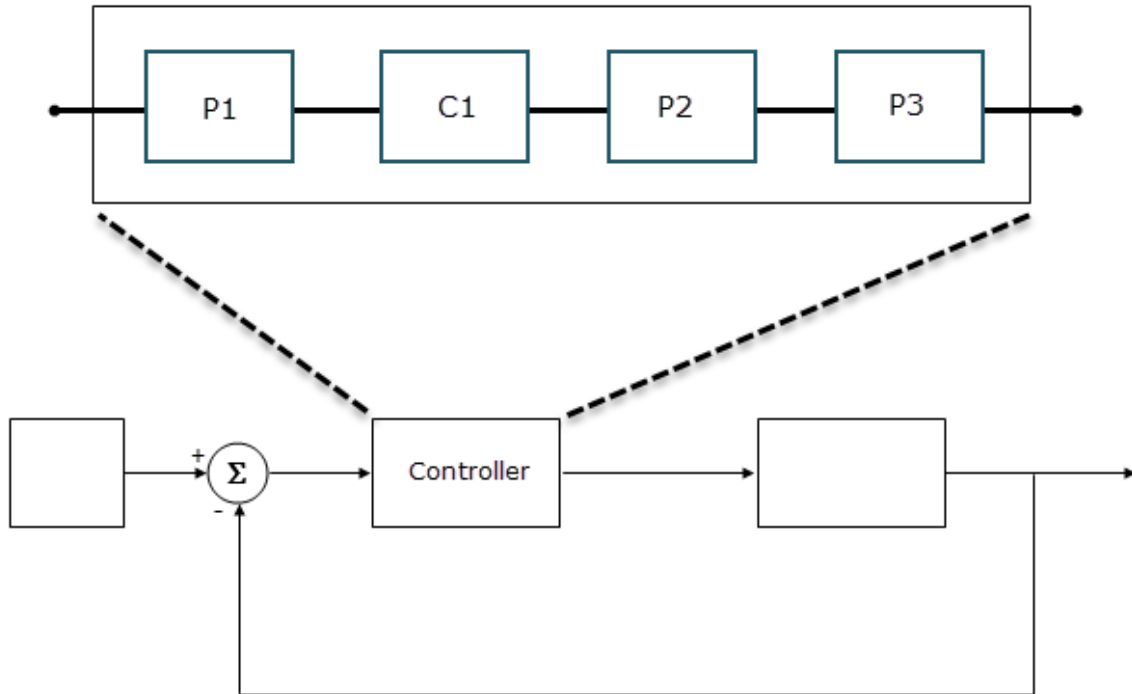 P1
C1
P2
P3
+
Σ
-
Controller